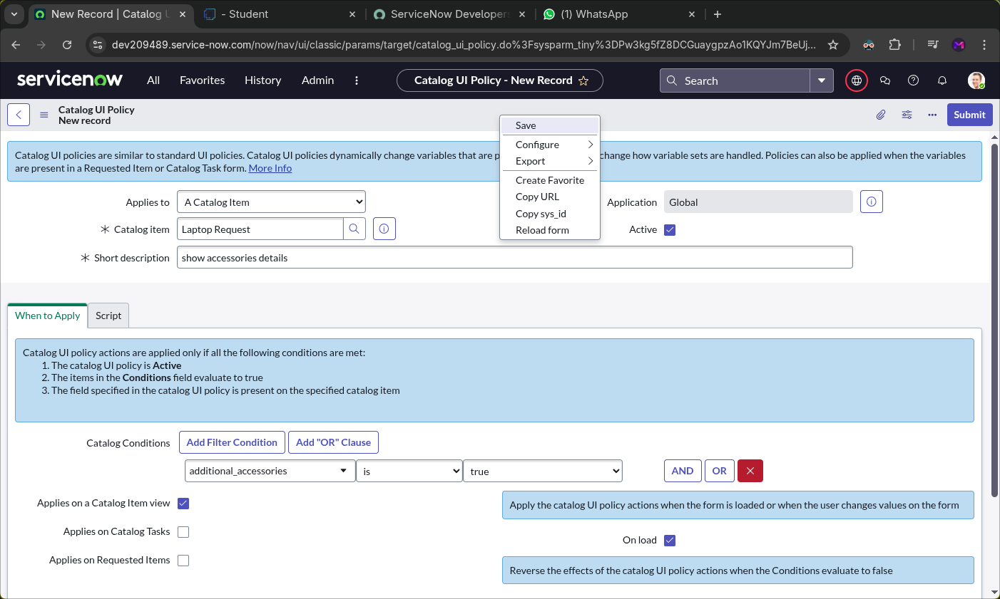 New Record | Catalog U
- Student
ServiceNow Developers
(1) WhatsApp
dev209489.service-now.com/now/nav/ui/classic/params/target/catalog_ui_policy.do%3Fsysparm_tiny%3DPw3kg5fZ8DCGuaygpzAo1KQYJm7BeUj...
servicenow
All
Favorites
History
Admin
Catalog UI Policy - New Record
Search
Catalog UI Policy
New record
Submit
Save
Configure
Export
Create Favorite
Copy URL
Copy sys_id
Reload form
Catalog UI policies are similar to standard UI policies. Catalog UI policies dynamically change variables that are p change how variable sets are handled. Policies can also be applied when the variables
are present in a Requested Item or Catalog Task form. More Info
Applies to
A Catalog Item
Application
Global
Catalog item
Laptop Request
Active
Short description
show accessories details
When to Apply
Script
Catalog UI policy actions are applied only if all the following conditions are met:
1. The catalog UI policy is Active
2. The items in the Conditions field evaluate to true
3. The field specified in the catalog UI policy is present on the specified catalog item
Catalog Conditions
Add Filter Condition
Add "OR" Clause
additional_accessories
is
true
AND
OR
Applies on a Catalog Item view
Apply the catalog UI policy actions when the form is loaded or when the user changes values on the form
Applies on Catalog Tasks
On load
Applies on Requested Items
Reverse the effects of the catalog UI policy actions when the Conditions evaluate to false